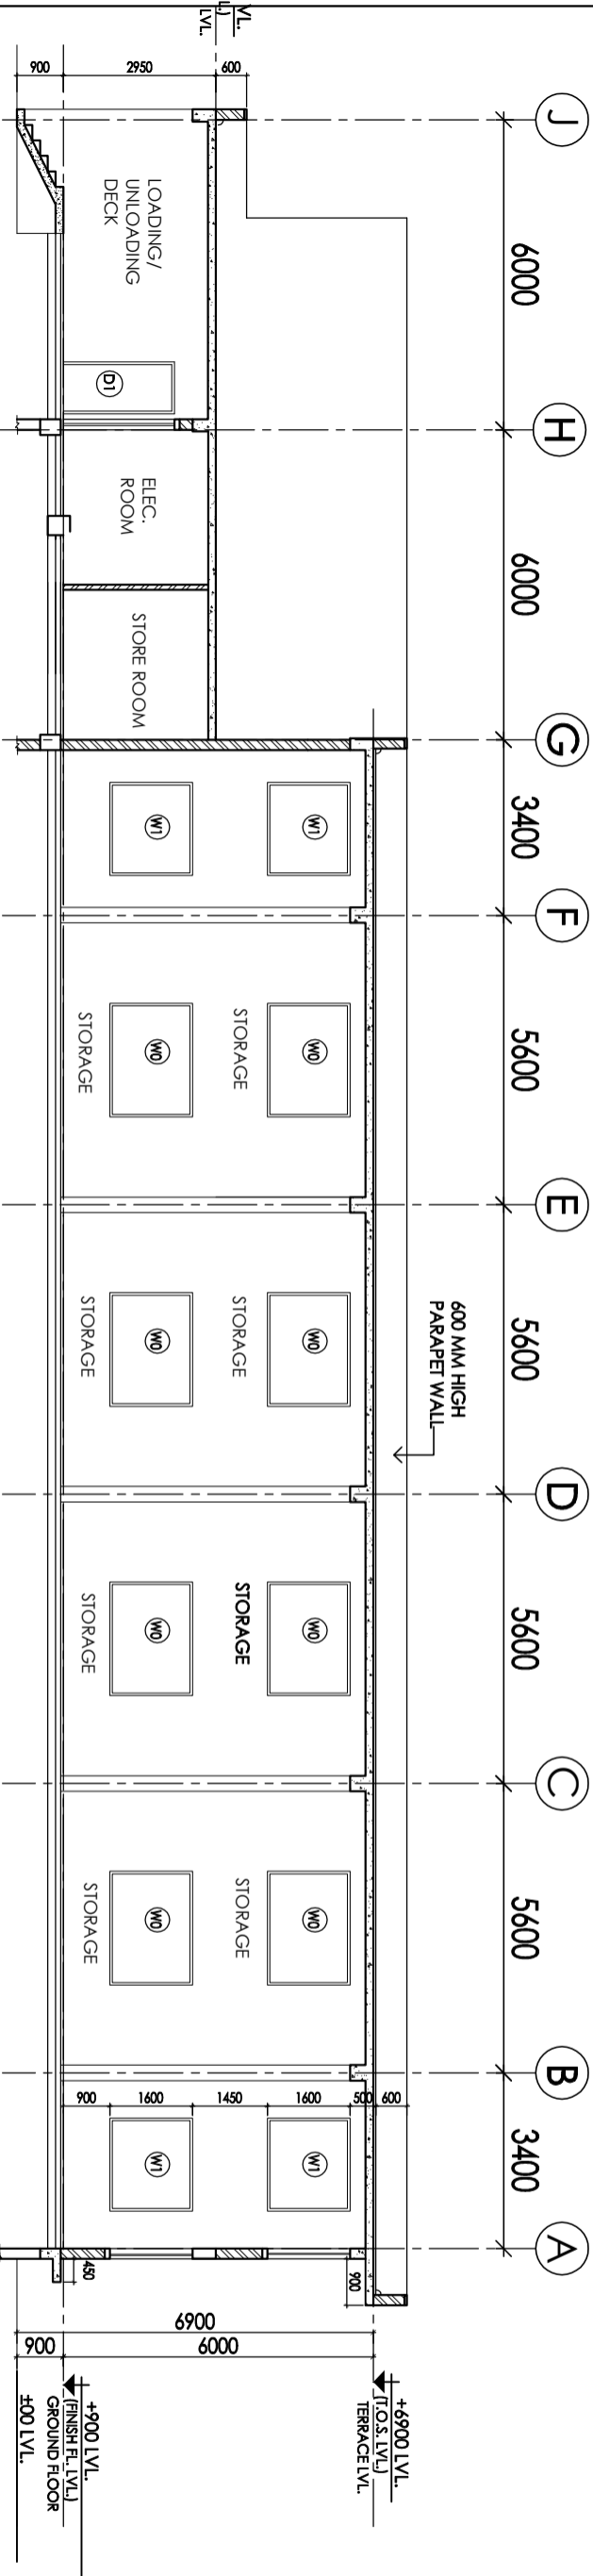 VL.
L.)
LVL.
J
H
G
F
E
D
C
B
A
6000
6000
3400
5600
5600
5600
5600
3400
600 MM HIGH
PARAPET WALL
900
2950
600
LOADING/
UNLOADING
DECK
D1
ELEC.
ROOM
STORE ROOM
W1
W1
W0
W0
STORAGE
STORAGE
W0
W0
STORAGE
STORAGE
W0
W0
STORAGE
STORAGE
W0
W0
STORAGE
STORAGE
900
1600
1450
1600
500
600
W1
W1
450
900
6900
900
6000
+6900 LVL.
(T.O.S. LVL.)
TERRACE LVL.
+900 LVL.
(FINISH FL. LVL.)
GROUND FLOOR
±00 LVL.